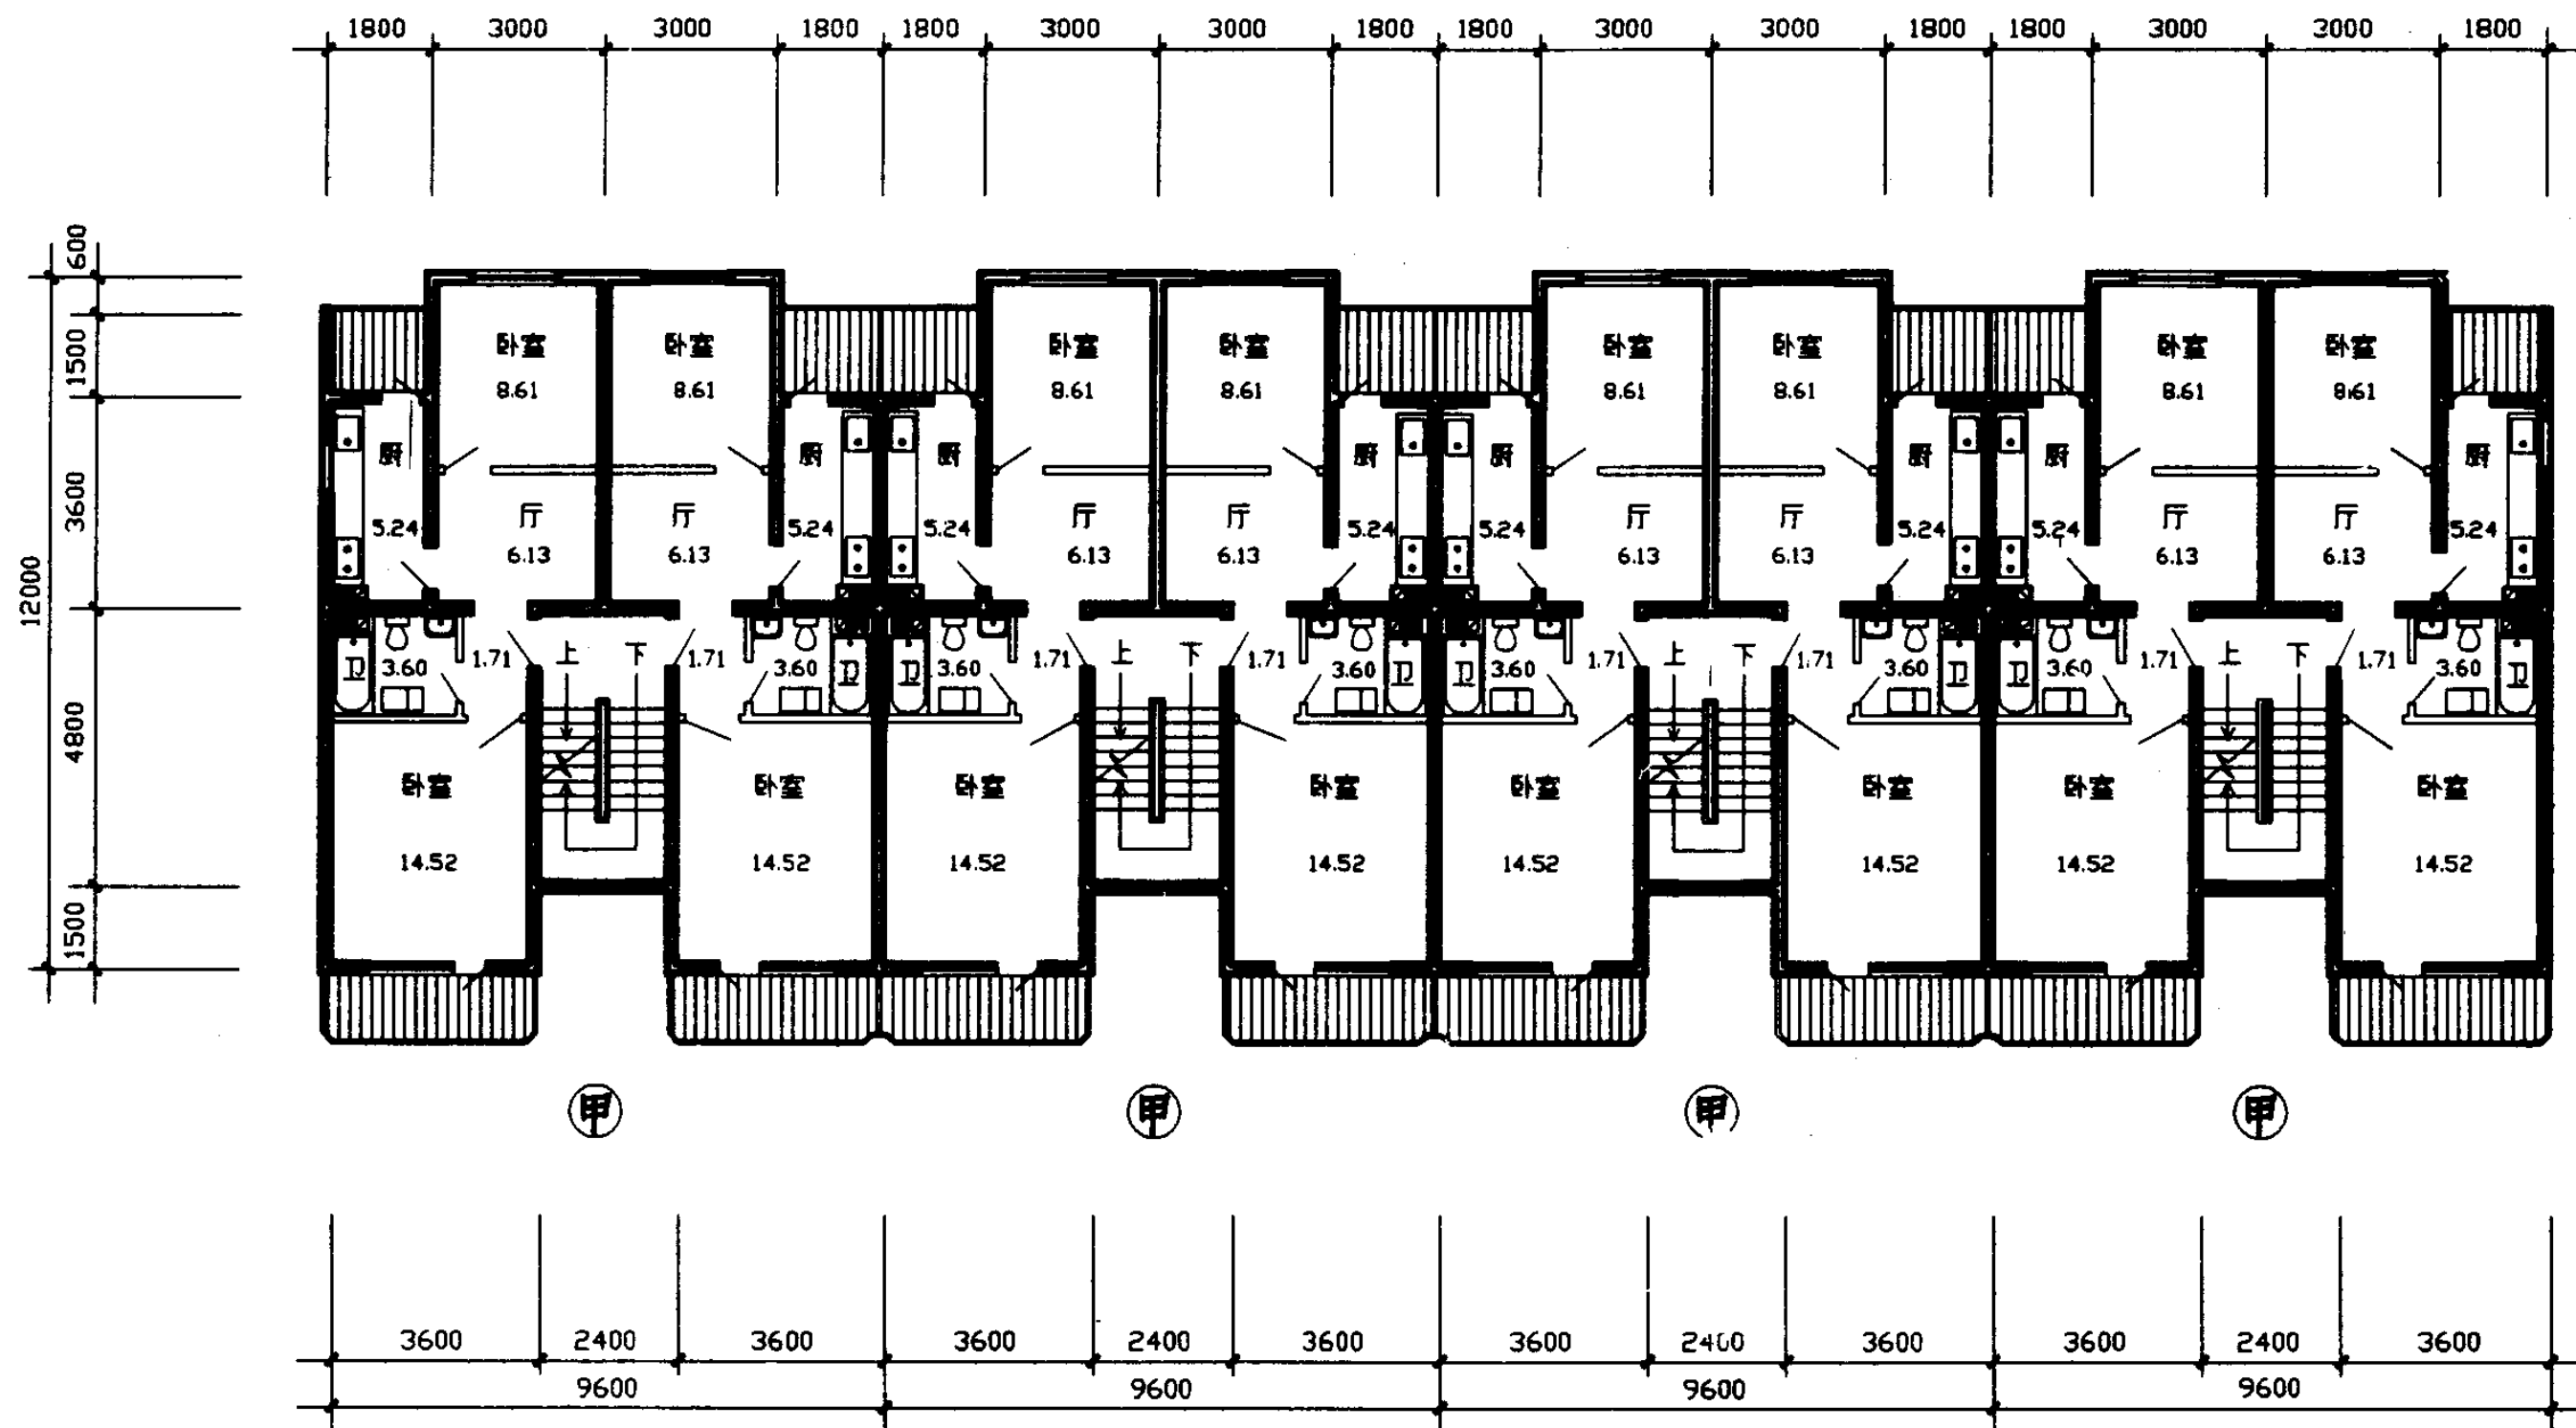 1800 3000 3000 1800 1800 3000 3000 1800 1800 3000 3000 1800 1800 3000 3000 1800
600
1500
3600
12000
4800
1500
卧室 卧室 卧室 卧室 卧室 卧室 卧室 卧室
8.61 8.61 8.61 8.61 8.61 8.61 8.61 8.61
厨 厨 厨 厨 厨 厨 厨 厨
厅 厅 厅 厅 厅 厅 厅 厅
5.24 5.24 5.24 5.24 5.24 5.24 5.24 5.24
6.13 6.13 6.13 6.13 6.13 6.13 6.13 6.13
上 下 上 下 上 下 上 下
卫 3.60 1.71 1.71 3.60 卫 卫 3.60 1.71 1.71 3.60 卫 卫 3.60 1.71 1.71 3.60 卫 卫 3.60 1.71 1.71 3.60 卫
卧室 卧室 卧室 卧室 卧室 卧室 卧室 卧室
14.52 14.52 14.52 14.52 14.52 14.52 14.52 14.52
甲 甲 甲 甲
3600 2400 3600 3600 2400 3600 3600 2400 3600 3600 2400 3600
9600 9600 9600 9600